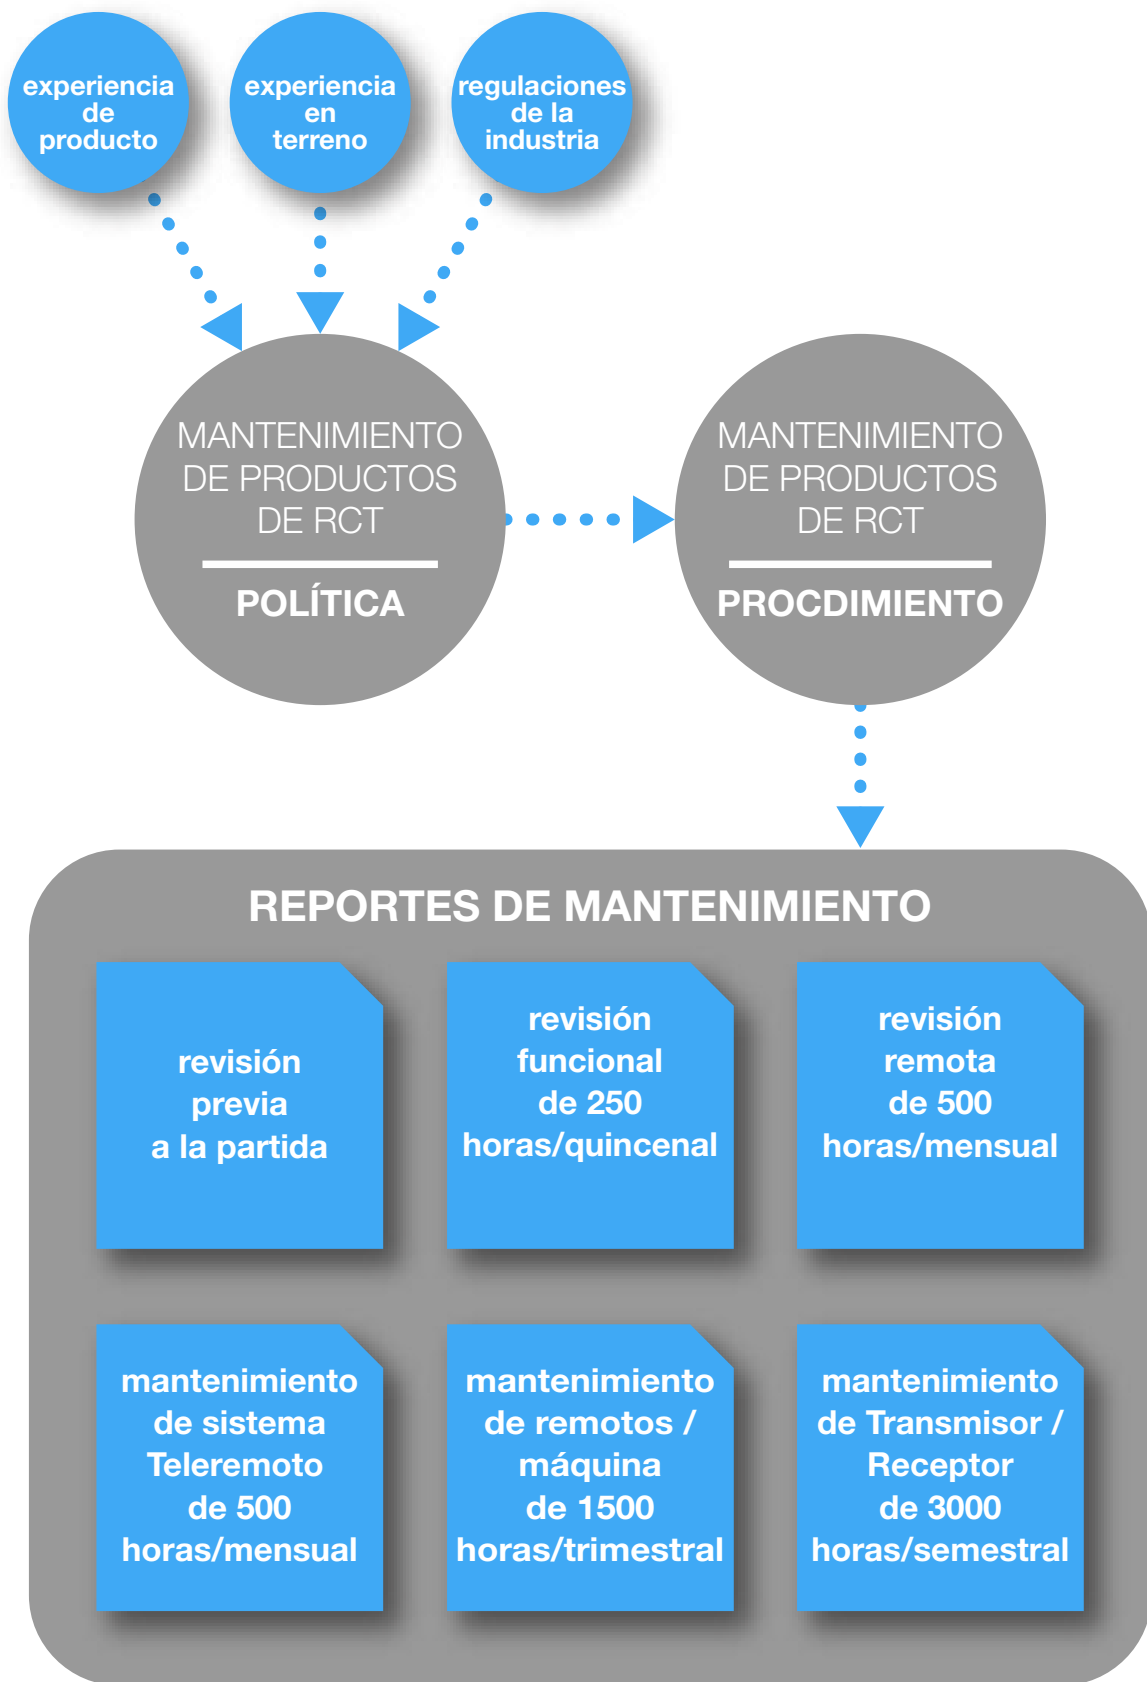 experiencia
de
producto
experiencia
en
terreno
regulaciones
de la
industria
MANTENIMIENTO
DE PRODUCTOS
DE RCT
POLÍTICA
MANTENIMIENTO
DE PRODUCTOS
DE RCT
PROCDIMIENTO
REPORTES DE MANTENIMIENTO
revisión
previa
a la partida
revisión
funcional
de 250
horas/quincenal
revisión
remota
de 500
horas/mensual
mantenimiento
de sistema
Teleremoto
de 500
horas/mensual
mantenimiento
de remotos /
máquina
de 1500
horas/trimestral
mantenimiento
de Transmisor /
Receptor
de 3000
horas/semestral